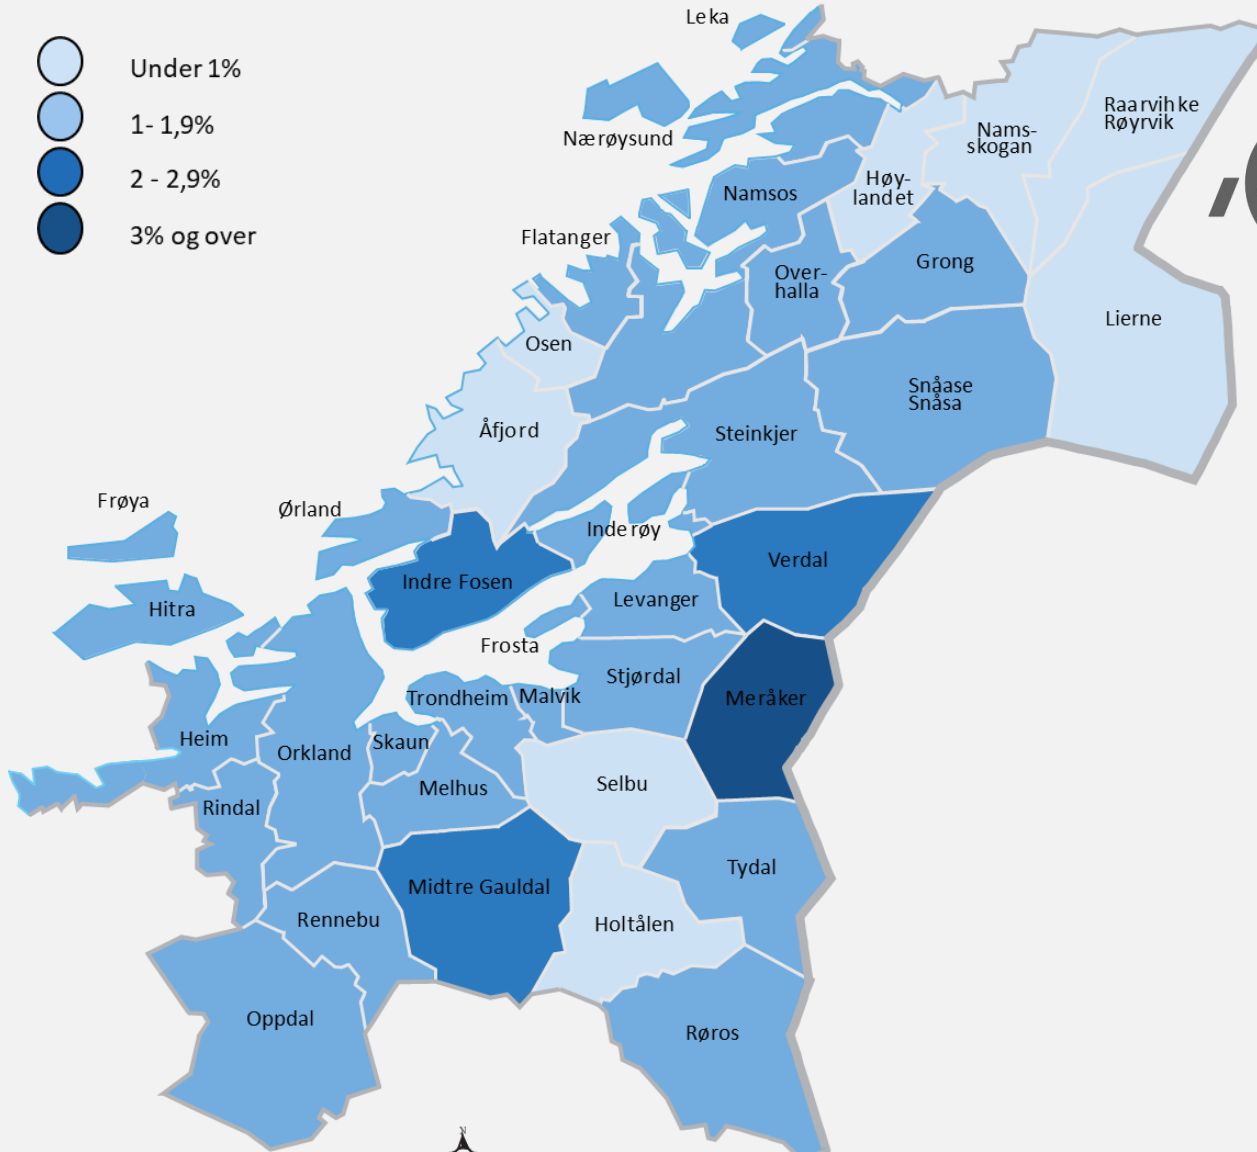 Under 1%
1- 1,9%
2 - 2,9%
3% og over
Leka
Nærøysund
Raarvihke
Røyrvik
Nams-
skogan
Høy-
landet
Namsos
Flatanger
Over-
halla
Grong
Lierne
Osen
Snåase
Snåsa
Åfjord
Steinkjer
Frøya
Ørland
Inderøy
Verdal
Indre Fosen
Hitra
Levanger
Frosta
Stjørdal
Trondheim
Malvik
Meråker
Heim
Orkland
Skaun
Melhus
Selbu
Rindal
Tydal
Midtre Gauldal
Rennebu
Holtålen
Oppdal
Røros
N